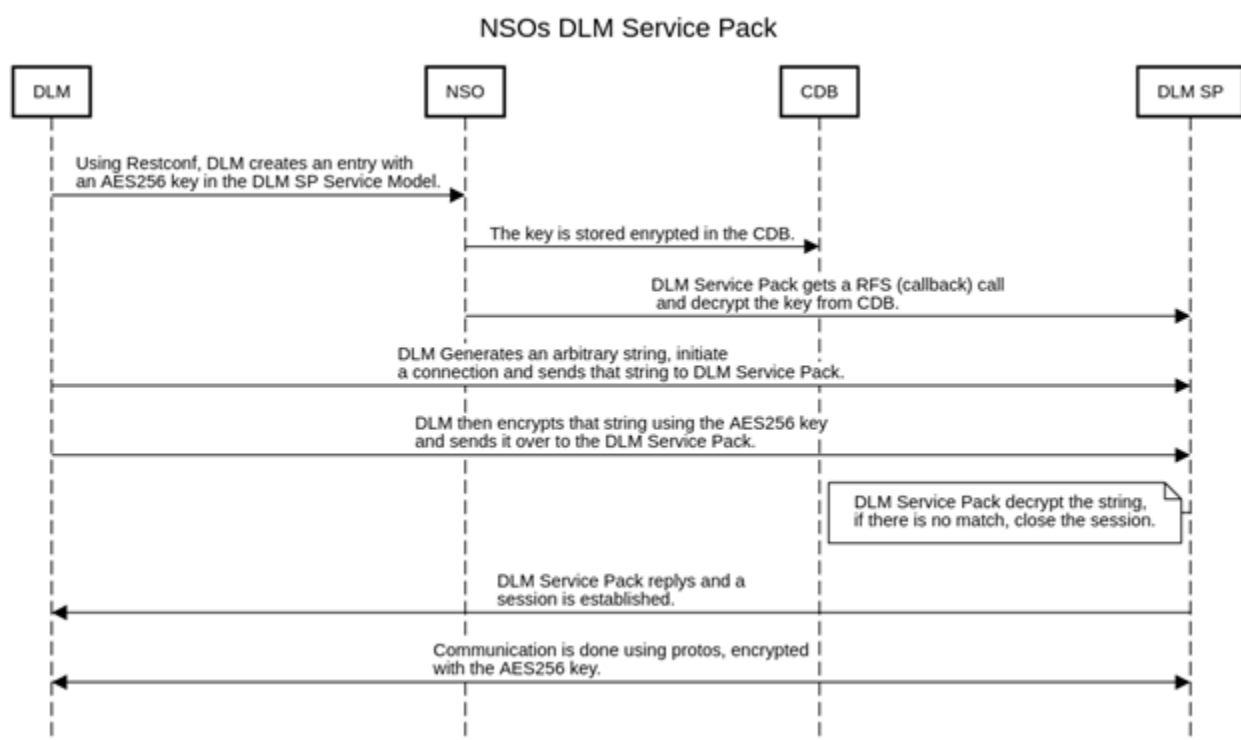 NSOs DLM Service Pack
DLM
NSO
CDB
DLM SP
Using Restconf, DLM creates an entry with
an AES256 key in the DLM SP Service Model.
The key is stored enrypted in the CDB.
DLM Service Pack gets a RFS (callback) call
and decrypt the key from CDB.
DLM Generates an arbitrary string, initiate
a connection and sends that string to DLM Service Pack.
DLM then encrypts that string using the AES256 key
and sends it over to the DLM Service Pack.
DLM Service Pack decrypt the string,
if there is no match, close the session.
DLM Service Pack replys and a
session is established.
Communication is done using protos, encrypted
with the AES256 key.